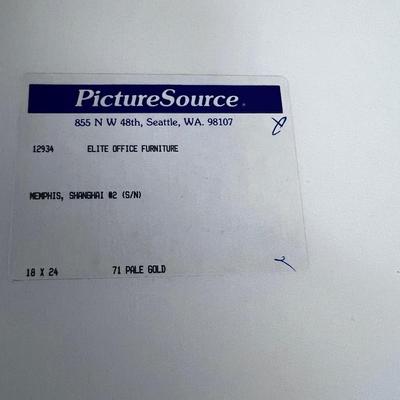 PictureSource
855 N W 48th, Seattle, WA. 98107
12934 ELITE OFFICE FURNITURE
MEMPHIS, SHANGHAI #2 (S/N)
18 X 24 71 PALE GOLD